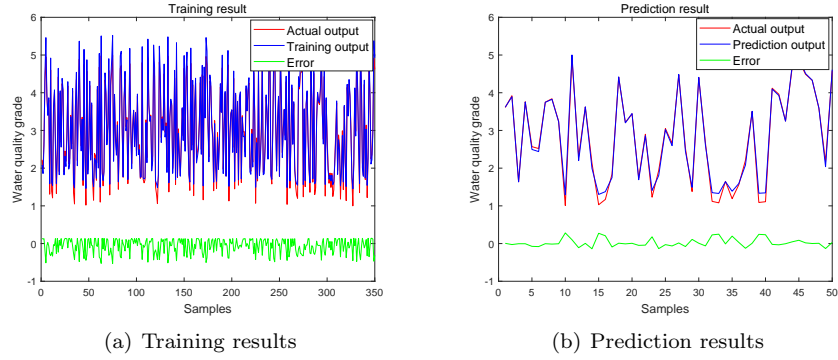 Training result
6
5
4
3
2
1
0
-1
Water quality grade
Actual output
Training output
Error
0 50 100 150 200 250 300 350
Samples
(a) Training results
Prediction result
6
5
4
3
2
1
0
-1
Water quality grade
Actual output
Prediction output
Error
0 5 10 15 20 25 30 35 40 45 50
Samples
(b) Prediction results